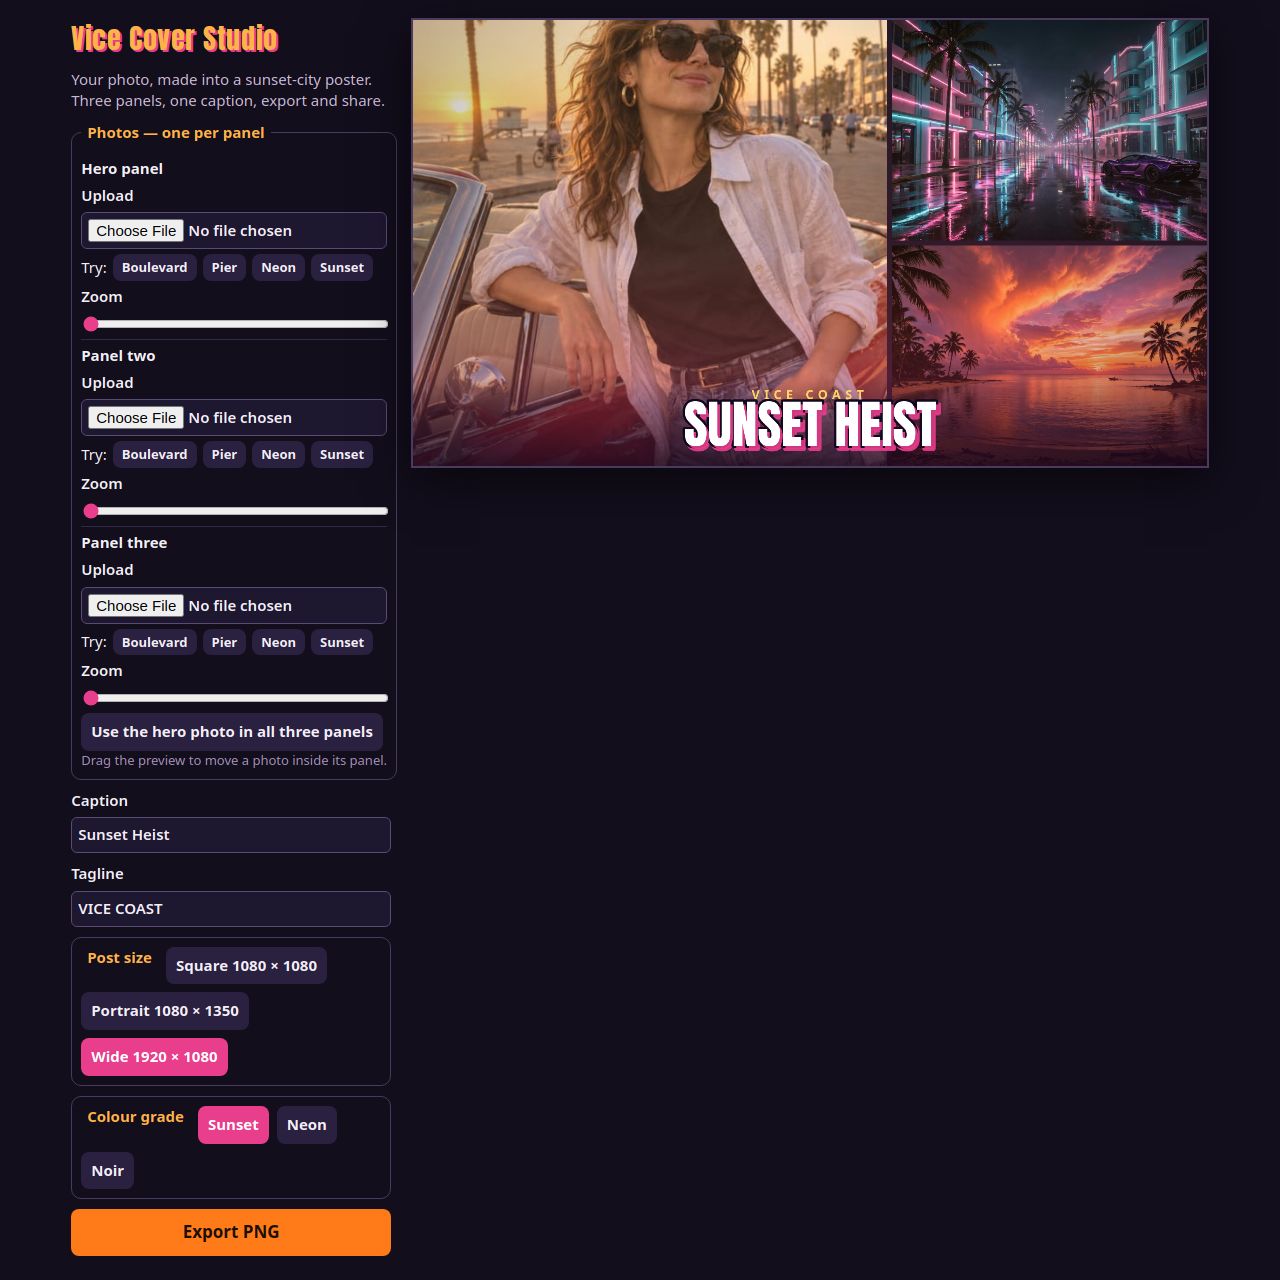 Vice Cover Studio
Your photo, made into a sunset-city poster.
Three panels, one caption, export and share.
Photos — one per panel
Hero panel
Upload
Choose File No file chosen
Try: Boulevard Pier Neon Sunset
Zoom
Panel two
Upload
Choose File No file chosen
Try: Boulevard Pier Neon Sunset
Zoom
Panel three
Upload
Choose File No file chosen
Try: Boulevard Pier Neon Sunset
Zoom
Use the hero photo in all three panels
Drag the preview to move a photo inside its panel.
Caption
Sunset Heist
Tagline
VICE COAST
Post size Square 1080 × 1080
Portrait 1080 × 1350
Wide 1920 × 1080
Colour grade Sunset Neon
Noir
Export PNG
VICE COAST
SUNSET HEIST